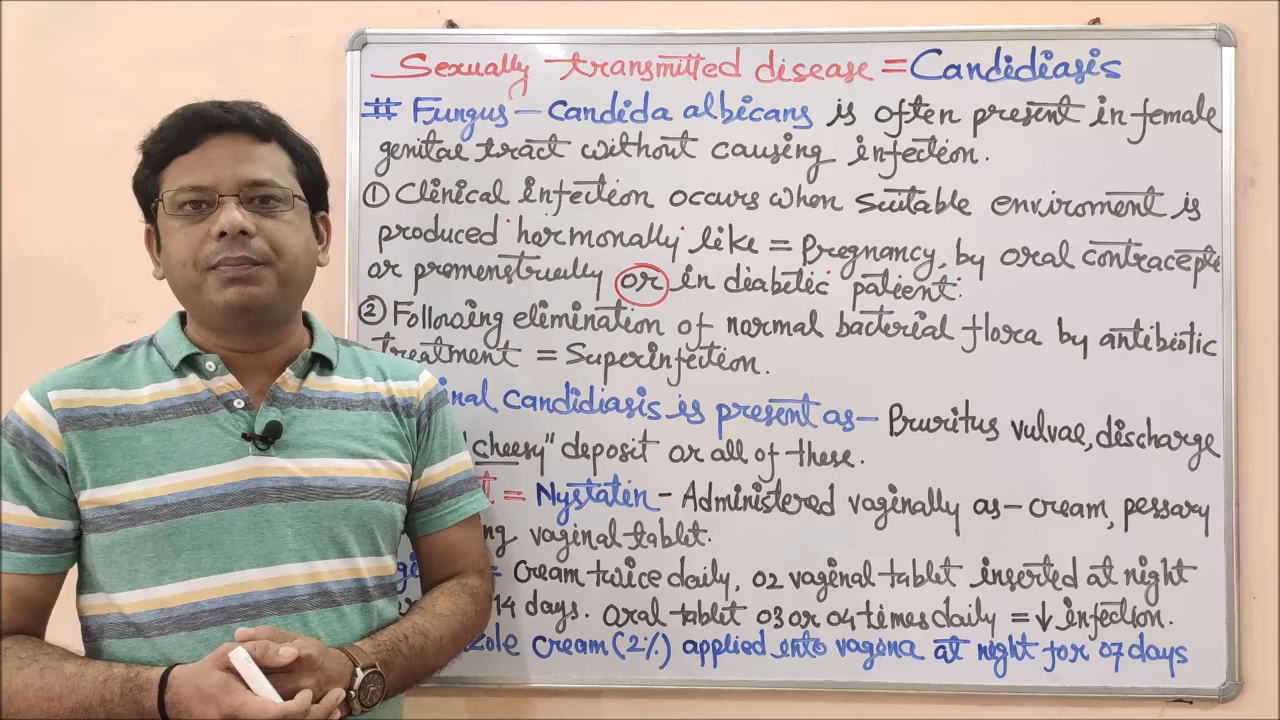 Sexually transmitted disease = Candidiasis
# Fungus - Candida albicans is often present in female
genital tract without causing infection.
① Clinical infection occurs when suitable enviroment is
produced hormonally like = Pregnancy, by oral contracepti
or premenstrually or in diabetic patient.
② Following elimination of normal bacterial flora by antibiotic
treatment = Superinfection.
inal candidiasis is present as - Pruritus vulvae, discharge
"cheesy" deposit or all of these.
t = Nystatin - Administered vaginally as - cream, pessary
ng vaginal tablet.
= Cream twice daily, 02 vaginal tablet inserted at night
14 days. Oral tablet 03 or 04 times daily = ↓ infection.
zole cream (2%) applied into vagina at night for 07 days